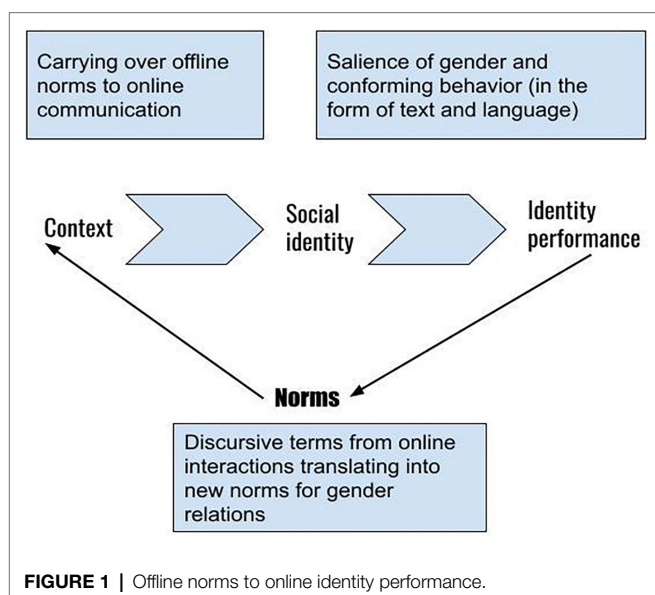 Carrying over offline
norms to online
communication
Salience of gender and
conforming behavior (in the
form of text and language)
Context
Social
identity
Identity
performance
Norms
Discursive terms from online
interactions translating into
new norms for gender
relations
FIGURE 1 | Offline norms to online identity performance.